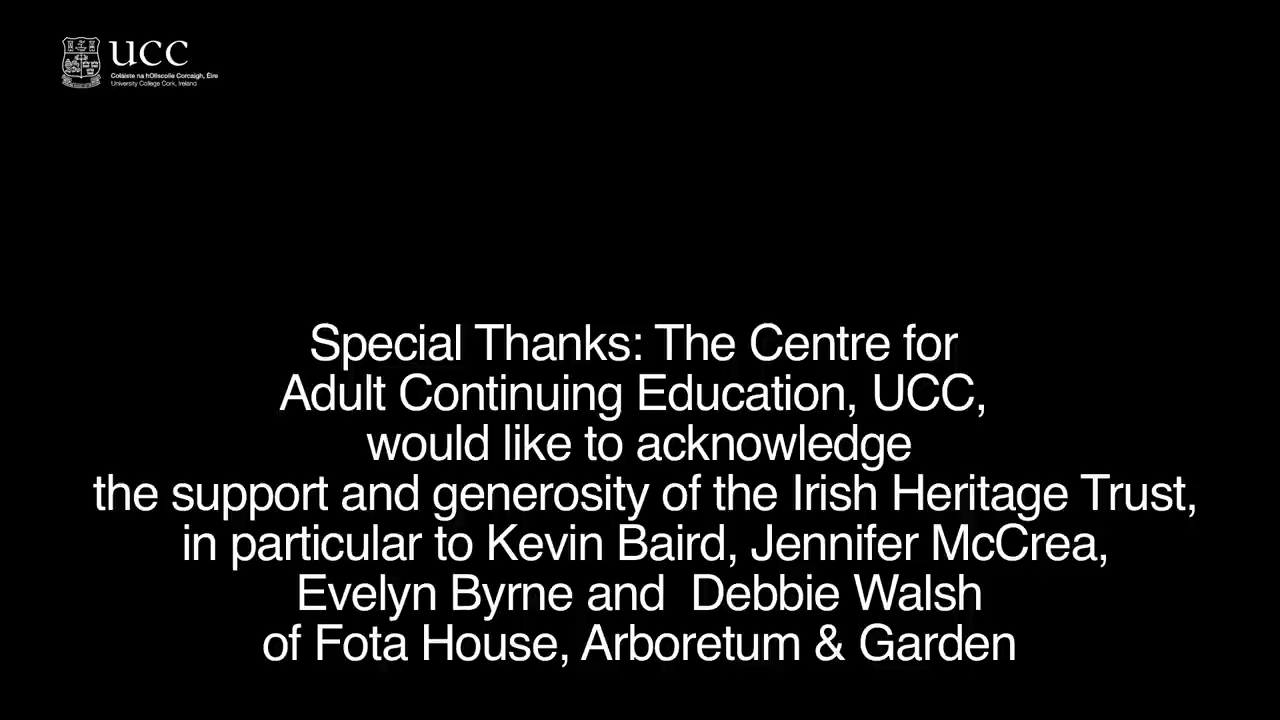 UCC
Coláiste na hOllscoile Corcaigh, Éire
University College Cork, Ireland
Special Thanks: The Centre for
Adult Continuing Education, UCC,
would like to acknowledge
the support and generosity of the Irish Heritage Trust,
in particular to Kevin Baird, Jennifer McCrea,
Evelyn Byrne and  Debbie Walsh
of Fota House, Arboretum & Garden